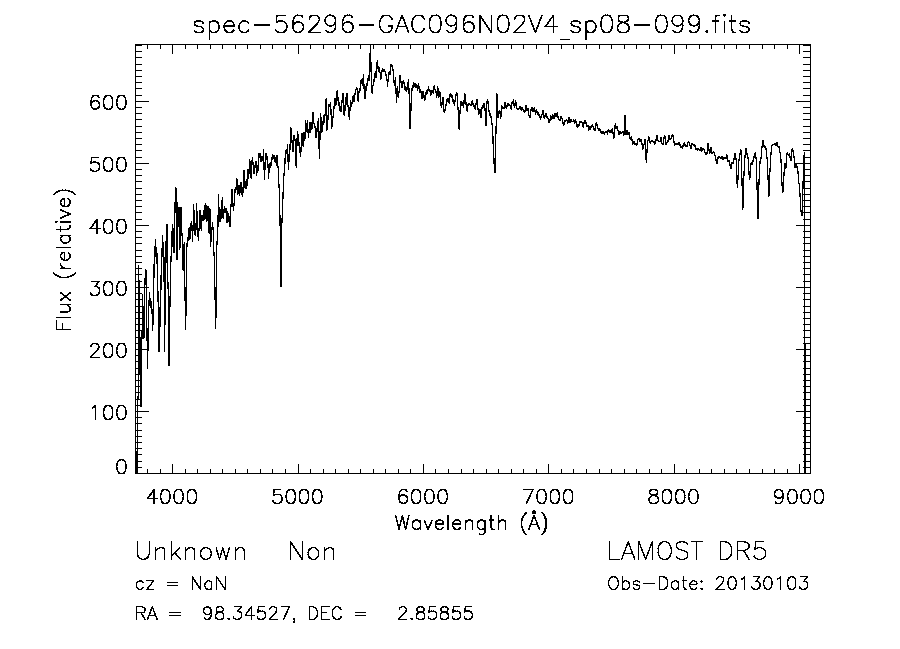 spec-56296-GAC096N02V4_sp08-099.fits
600
500
400
300
200
100
0
Flux (relative)
4000 5000 6000 7000 8000 9000
Wavelength (Å)
Unknown Non LAMOST DR5
cz = NaN Obs-Date: 20130103
RA = 98.34527, DEC = 2.85855